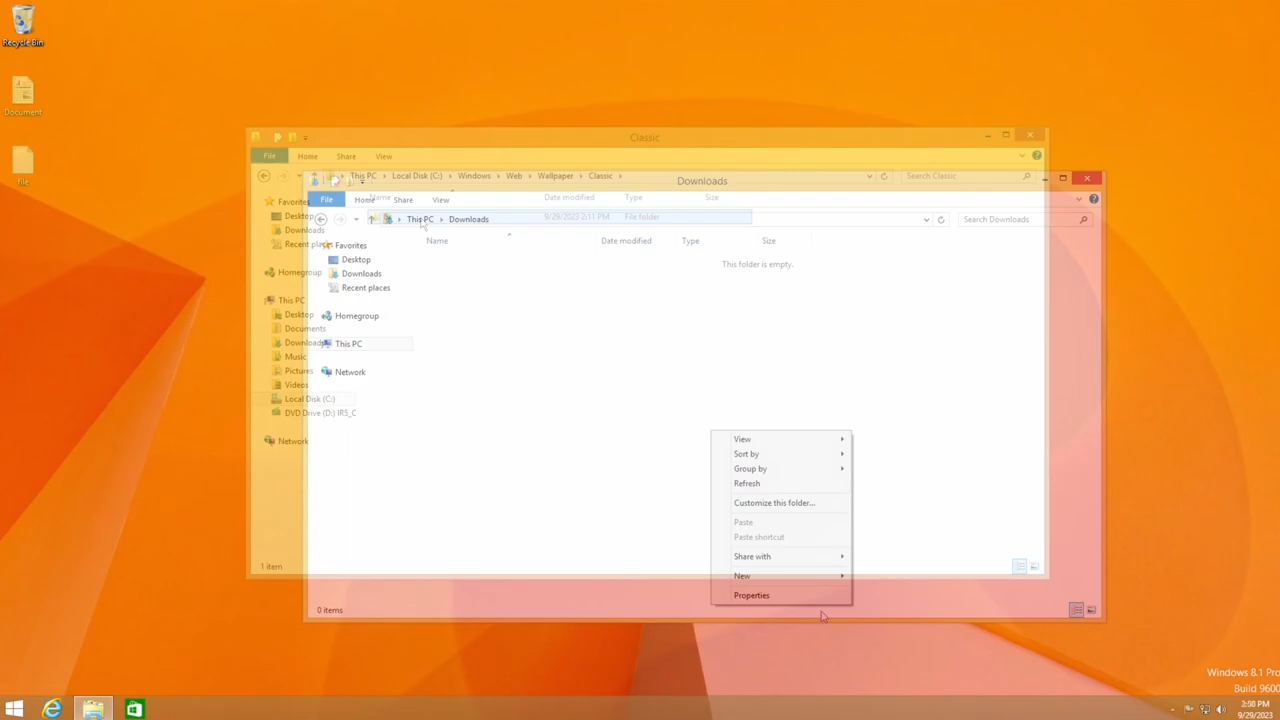 Recycle Bin
Document
file
Classic
File Home Share View
This PC Local Disk (C:) Windows Web Wallpaper Classic
Search Classic
Name Date modified Type Size
9/29/2023 2:11 PM File folder
Favorites
Desktop
Downloads
Recent
Homegroup
This PC
Desktop
Documents
Downloads
Music
Pictures
Videos
Local Disk (C:)
DVD Drive (D:) IR5_C
Network
1 item
Downloads
File Home Share View
This PC Downloads
Search Downloads
Name Date modified Type Size
This folder is empty.
Favorites
Desktop
Downloads
Recent places
Homegroup
This PC
Network
0 items
View
Sort by
Group by
Refresh
Customize this folder...
Paste
Paste shortcut
Share with
New
Properties
Windows 8.1 Pro
Build 9600
2:00 PM
9/29/2023